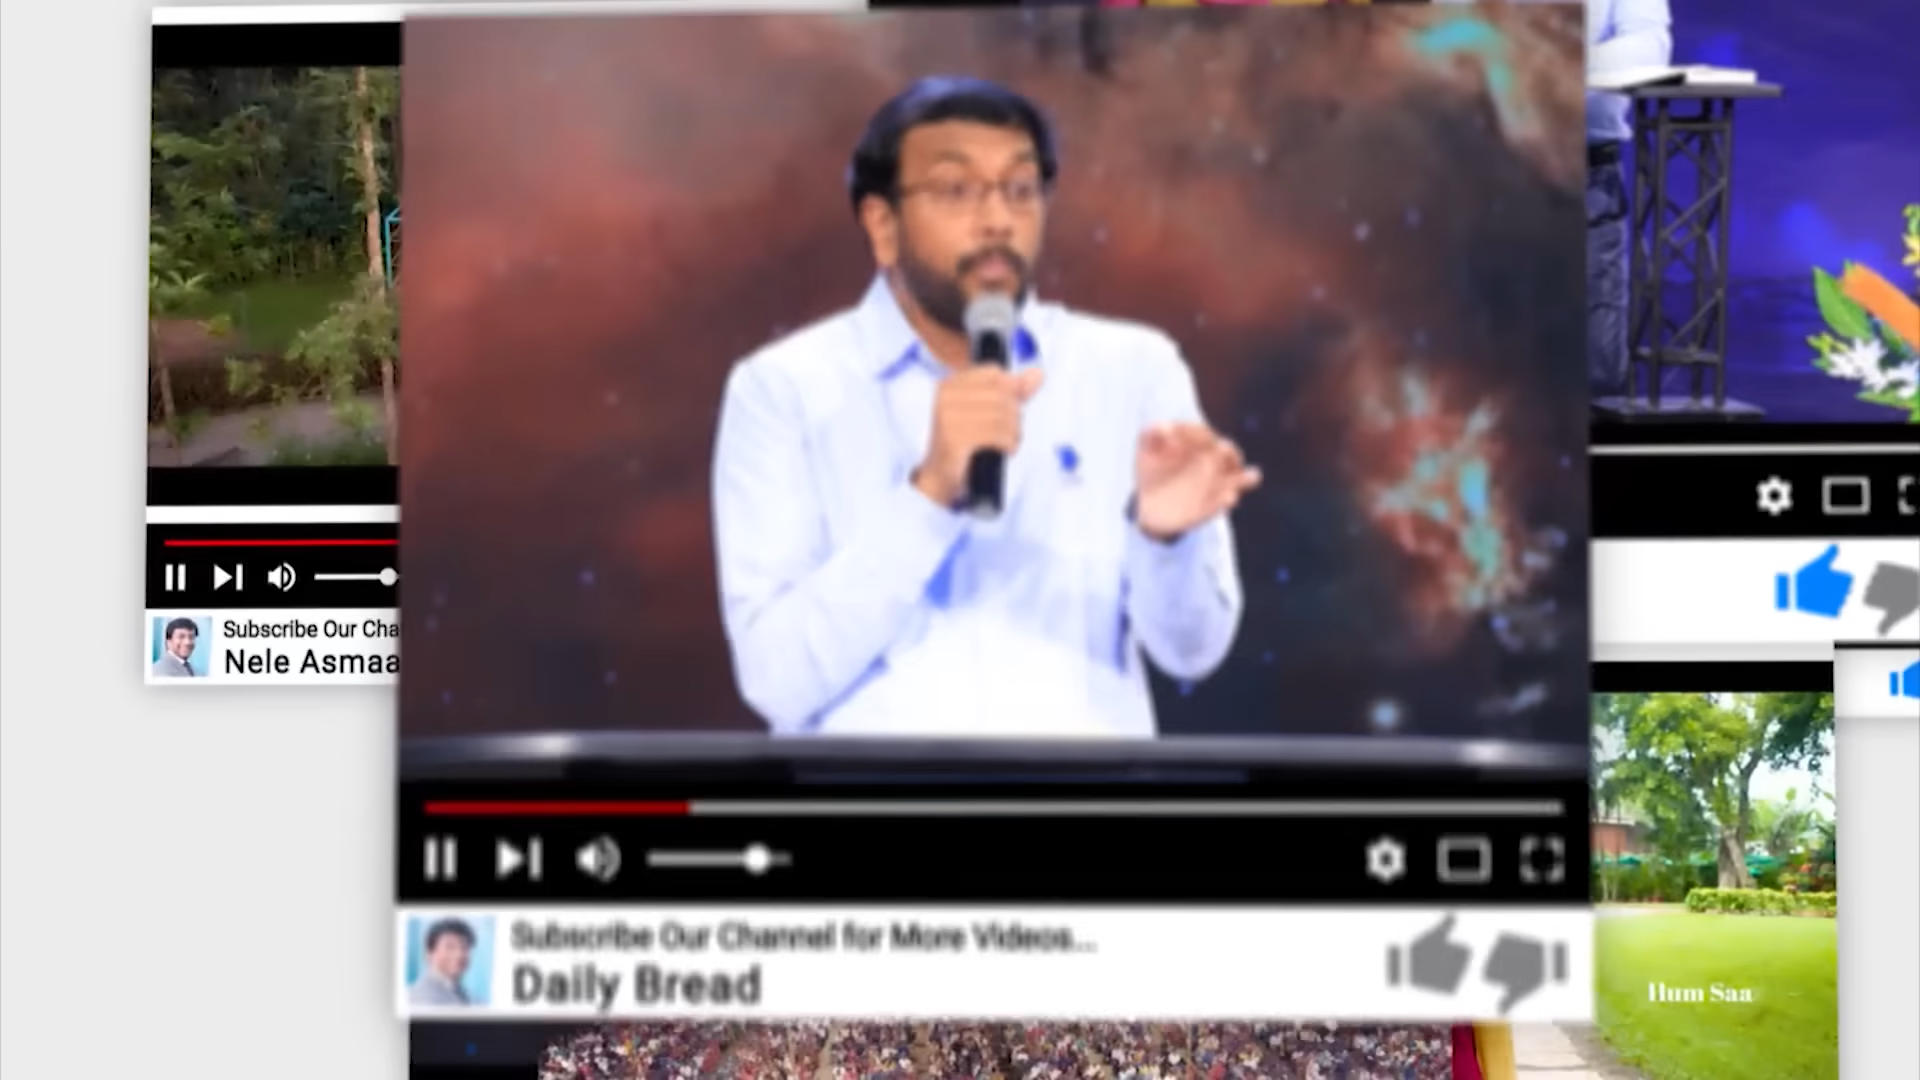 Subscribe Our Cha
Nele Asmaa
Subscribe Our Channel for More Videos...
Daily Bread
Hum Saa